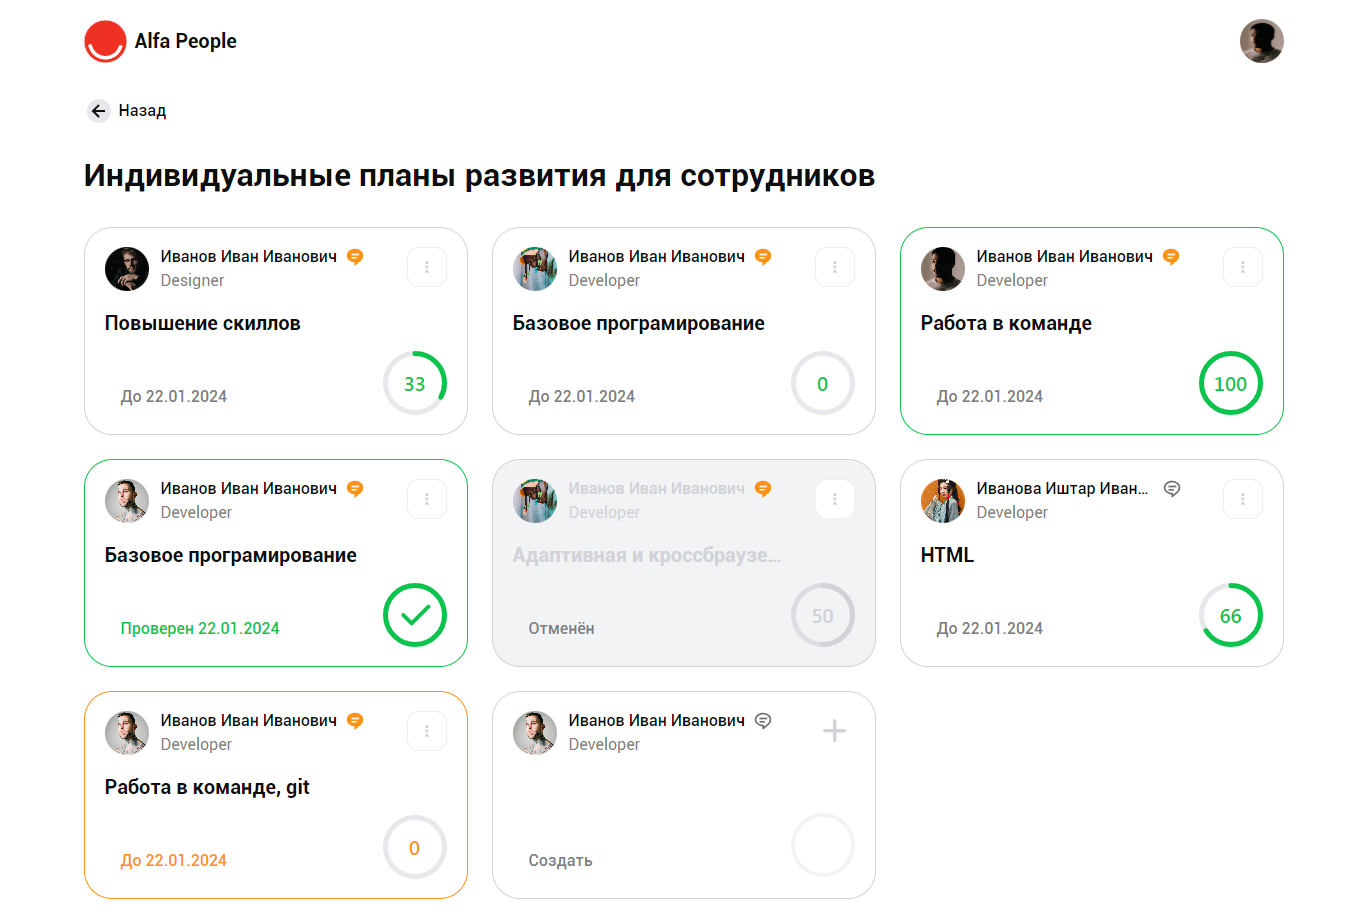 Alfa People
Назад
Индивидуальные планы развития для сотрудников
Иванов Иван Иванович
Designer
Повышение скиллов
До 22.01.2024
33
Иванов Иван Иванович
Developer
Базовое програмирование
До 22.01.2024
0
Иванов Иван Иванович
Developer
Работа в команде
До 22.01.2024
100
Иванов Иван Иванович
Developer
Базовое програмирование
Проверен 22.01.2024
Иванов Иван Иванович
Developer
Адаптивная и кроссбраузе...
Отменён
50
Иванова Иштар Иван...
Developer
HTML
До 22.01.2024
66
Иванов Иван Иванович
Developer
Работа в команде, git
До 22.01.2024
0
Иванов Иван Иванович
Developer
Создать